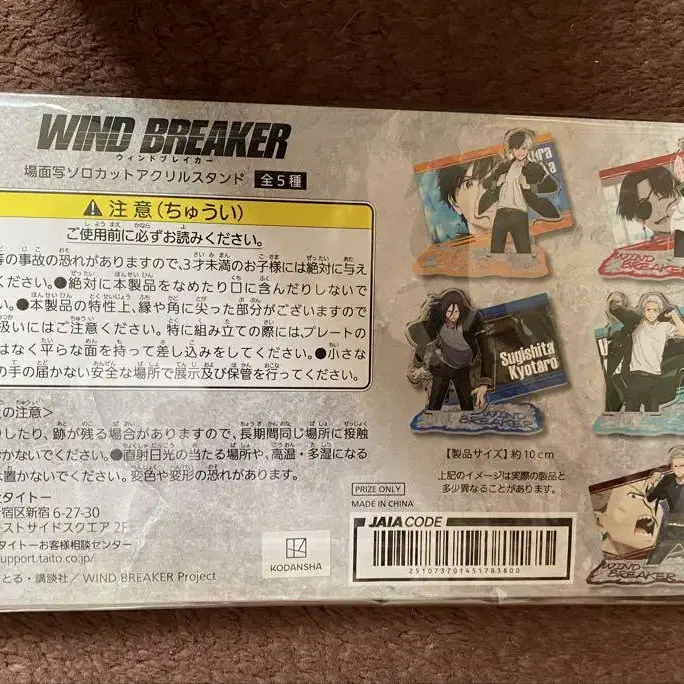 WIND BREAKER
ウィンドブレイカー
場面写ソロカットアクリルスタンド 全5種
注意(ちゅうい)
ご使用前に必ずお読みください。
等の事故の恐れがありますので、3才未満のお子様には絶対に与え
ください。●絶対に本製品をなめたり口に含んだりしないで
ください。●本製品の特性上、縁や角に尖った部分がございますので
扱いにはご注意ください。特に組み立ての際には、プレートの
はなく平らな面を持って差し込みをしてください。●小さな
の手の届かない安全な場所で展示及び保管を行ってください。
上の注意>
したり、跡が残る場合がありますので、長期間同じ場所に接触
かないでください。●直射日光の当たる場所や、高温・多湿になる
置かないでください。変色や変形の恐れがあります。
タイトー
宿区新宿6-27-30
ストサイドスクエア 2F
タイトーお客様相談センター
support.taito.co.jp/
とる・講談社/WIND BREAKER Project
KODANSHA
Sugishita
Kyotaro
WIND BREAKER
WIND BREAKER
WIND BREAKER
【製品サイズ】約10cm
上記のイメージは実際の製品と
多少異なることがあります。
PRIZE ONLY
MADE IN CHINA
JAIA CODE
2510737014517838​00